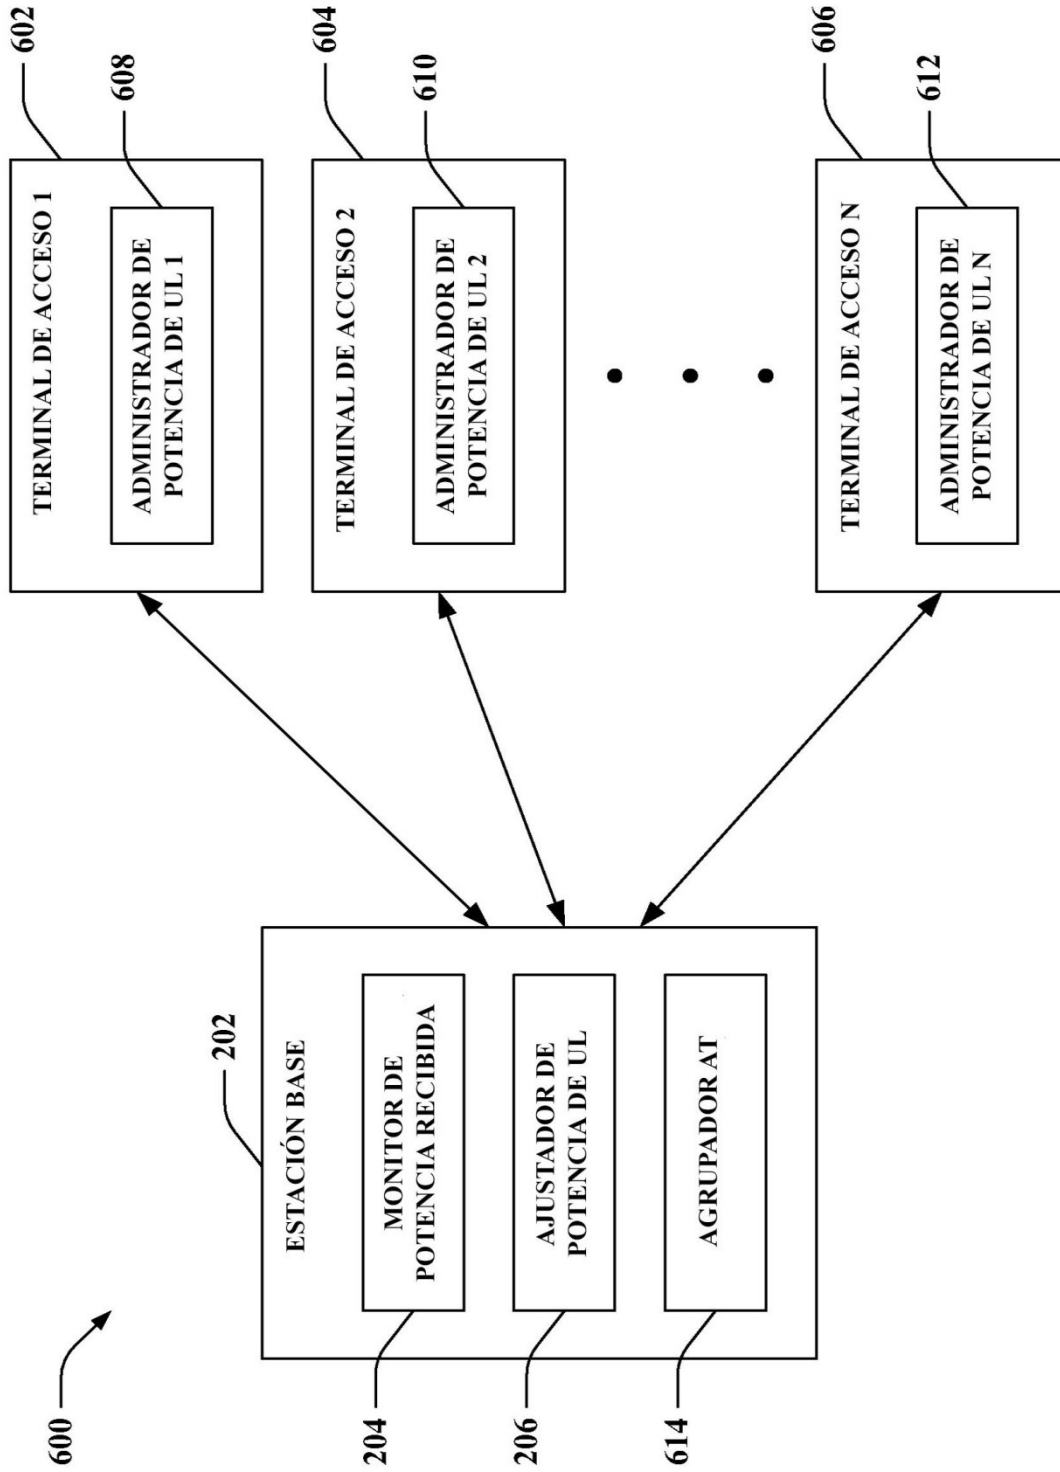 600
202
ESTACIÓN BASE
MONITOR DE
POTENCIA RECIBIDA
204
AJUSTADOR DE
POTENCIA DE UL
206
AGRUPADOR AT
614
602
TERMINAL DE ACCESO 1
608
ADMINISTRADOR DE
POTENCIA DE UL 1
604
TERMINAL DE ACCESO 2
610
ADMINISTRADOR DE
POTENCIA DE UL 2
606
TERMINAL DE ACCESO N
612
ADMINISTRADOR DE
POTENCIA DE UL N